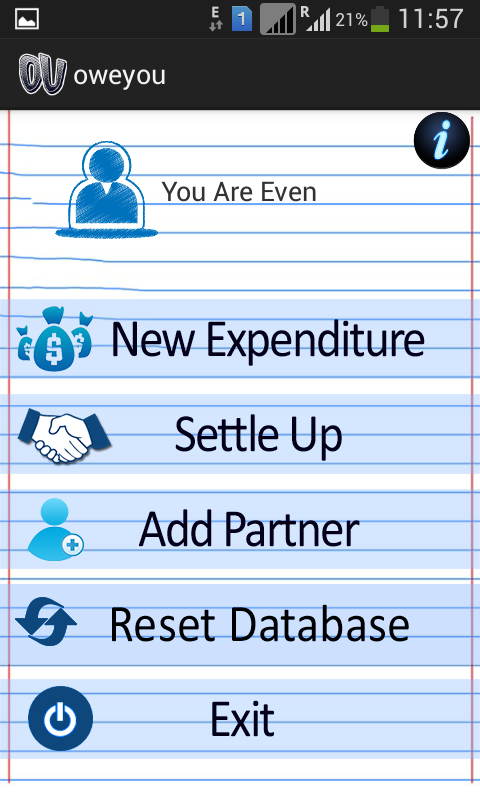 E 1 R 21% 11:57
OU oweyou
i
You Are Even
$ $ $
New Expenditure
Settle Up
Add Partner
Reset Database
Exit